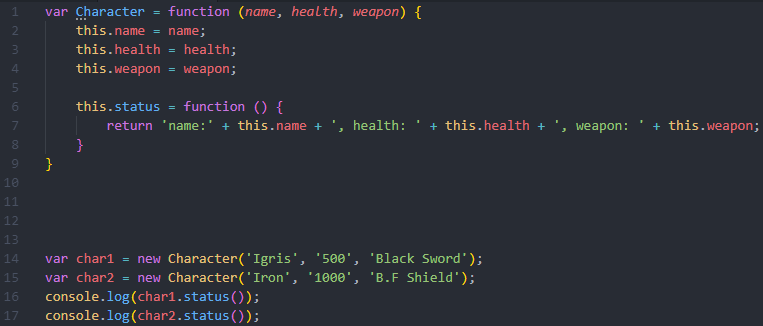 1 var Character = function (name, health, weapon) {
2 this.name = name;
3 this.health = health;
4 this.weapon = weapon;
5
6 this.status = function () {
7 return 'name:' + this.name + ', health: ' + this.health + ', weapon: ' + this.weapon;
8 }
9 }
10
11
12
13
14 var char1 = new Character('Igris', '500', 'Black Sword');
15 var char2 = new Character('Iron', '1000', 'B.F Shield');
16 console.log(char1.status());
17 console.log(char2.status());